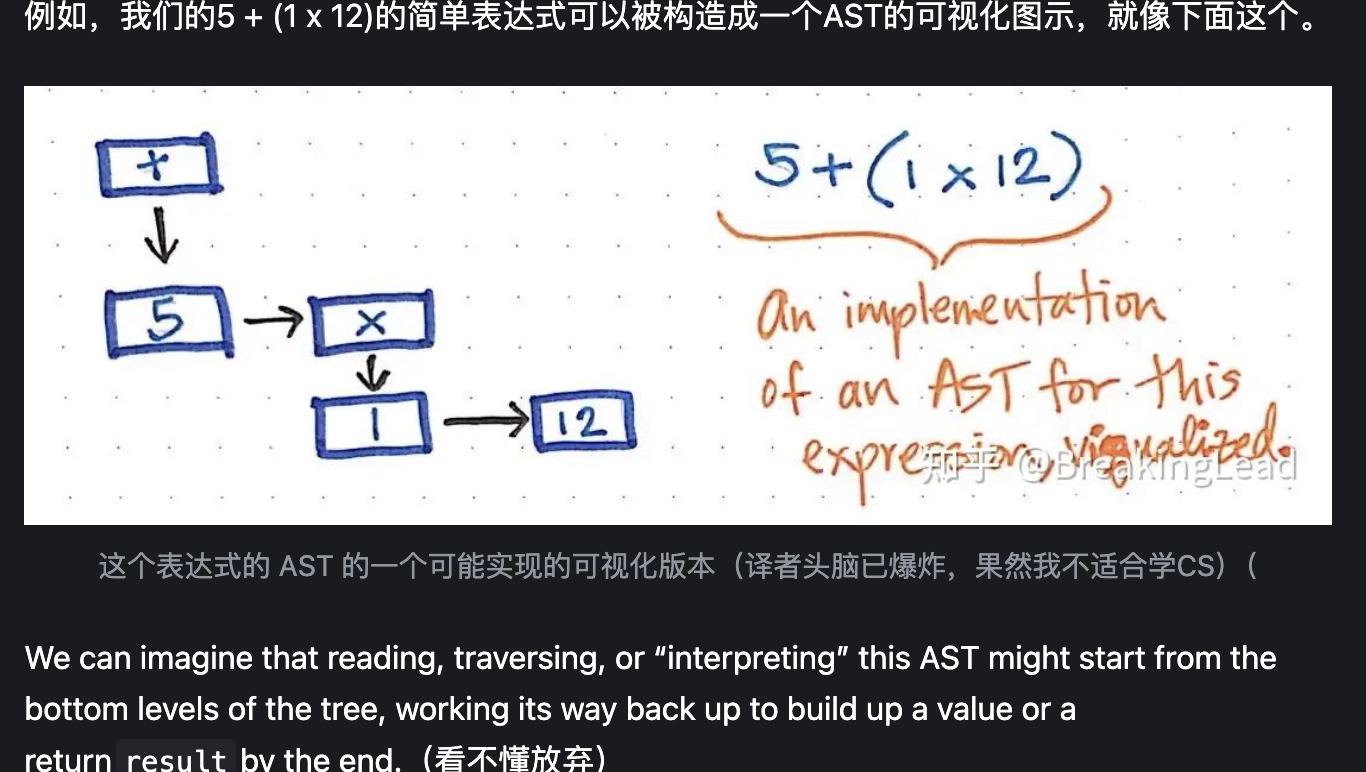 例如，我们的5 + (1 x 12)的简单表达式可以被构造成一个AST的可视化图示，就像下面这个。
+
5
x
1
12
5+(1 x 12)
An implementation
of an AST for this
expression, visualized.
知乎 @BreakingLead
这个表达式的 AST 的一个可能实现的可视化版本（译者头脑已爆炸，果然我不适合学CS）(
We can imagine that reading, traversing, or “interpreting” this AST might start from the
bottom levels of the tree, working its way back up to build up a value or a
return result by the end.（看不懂放弃）